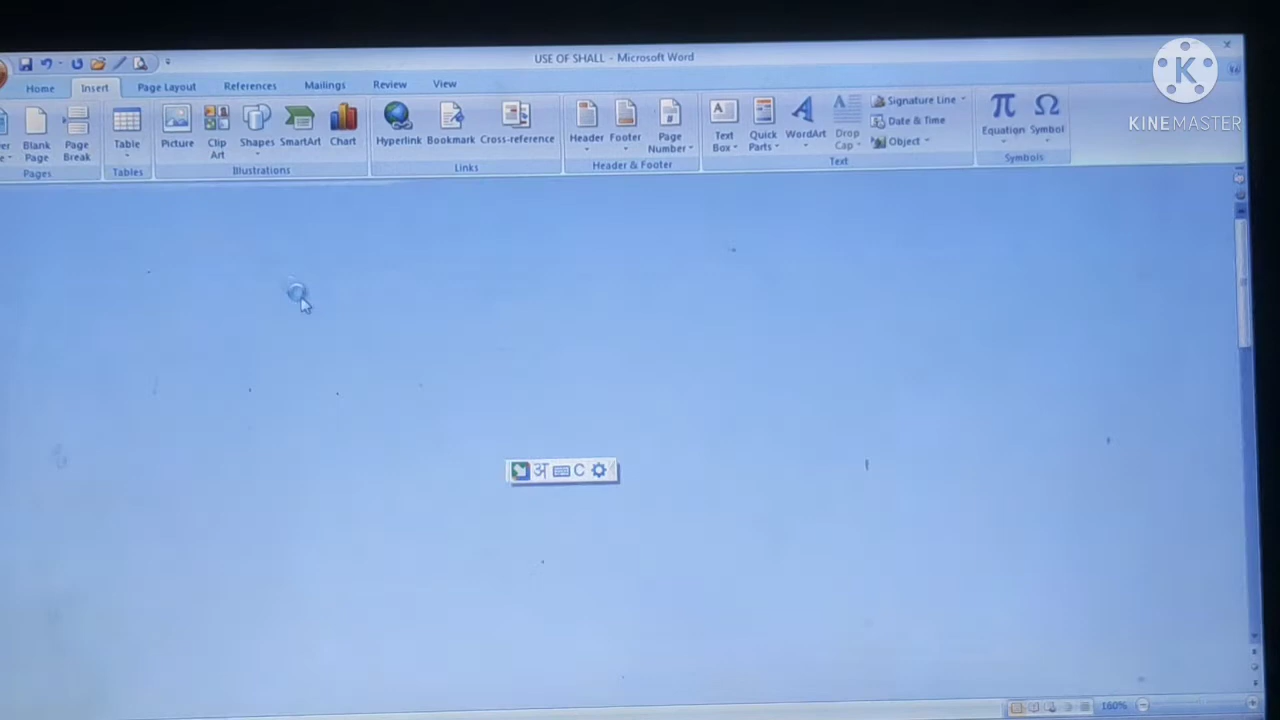 USE OF SHALL - Microsoft Word
Home Insert Page Layout References Mailings Review View
Blank Page
Page Break
Table
Picture
Clip Art
Shapes
SmartArt
Chart
Hyperlink
Bookmark
Cross-reference
Header
Footer
Page Number
Text Box
Quick Parts
WordArt
Drop Cap
Signature Line
Date & Time
Object
Equation
Symbol
Pages
Tables
Illustrations
Links
Header & Footer
Text
Symbols
K
KINEMASTER
अ C
160%